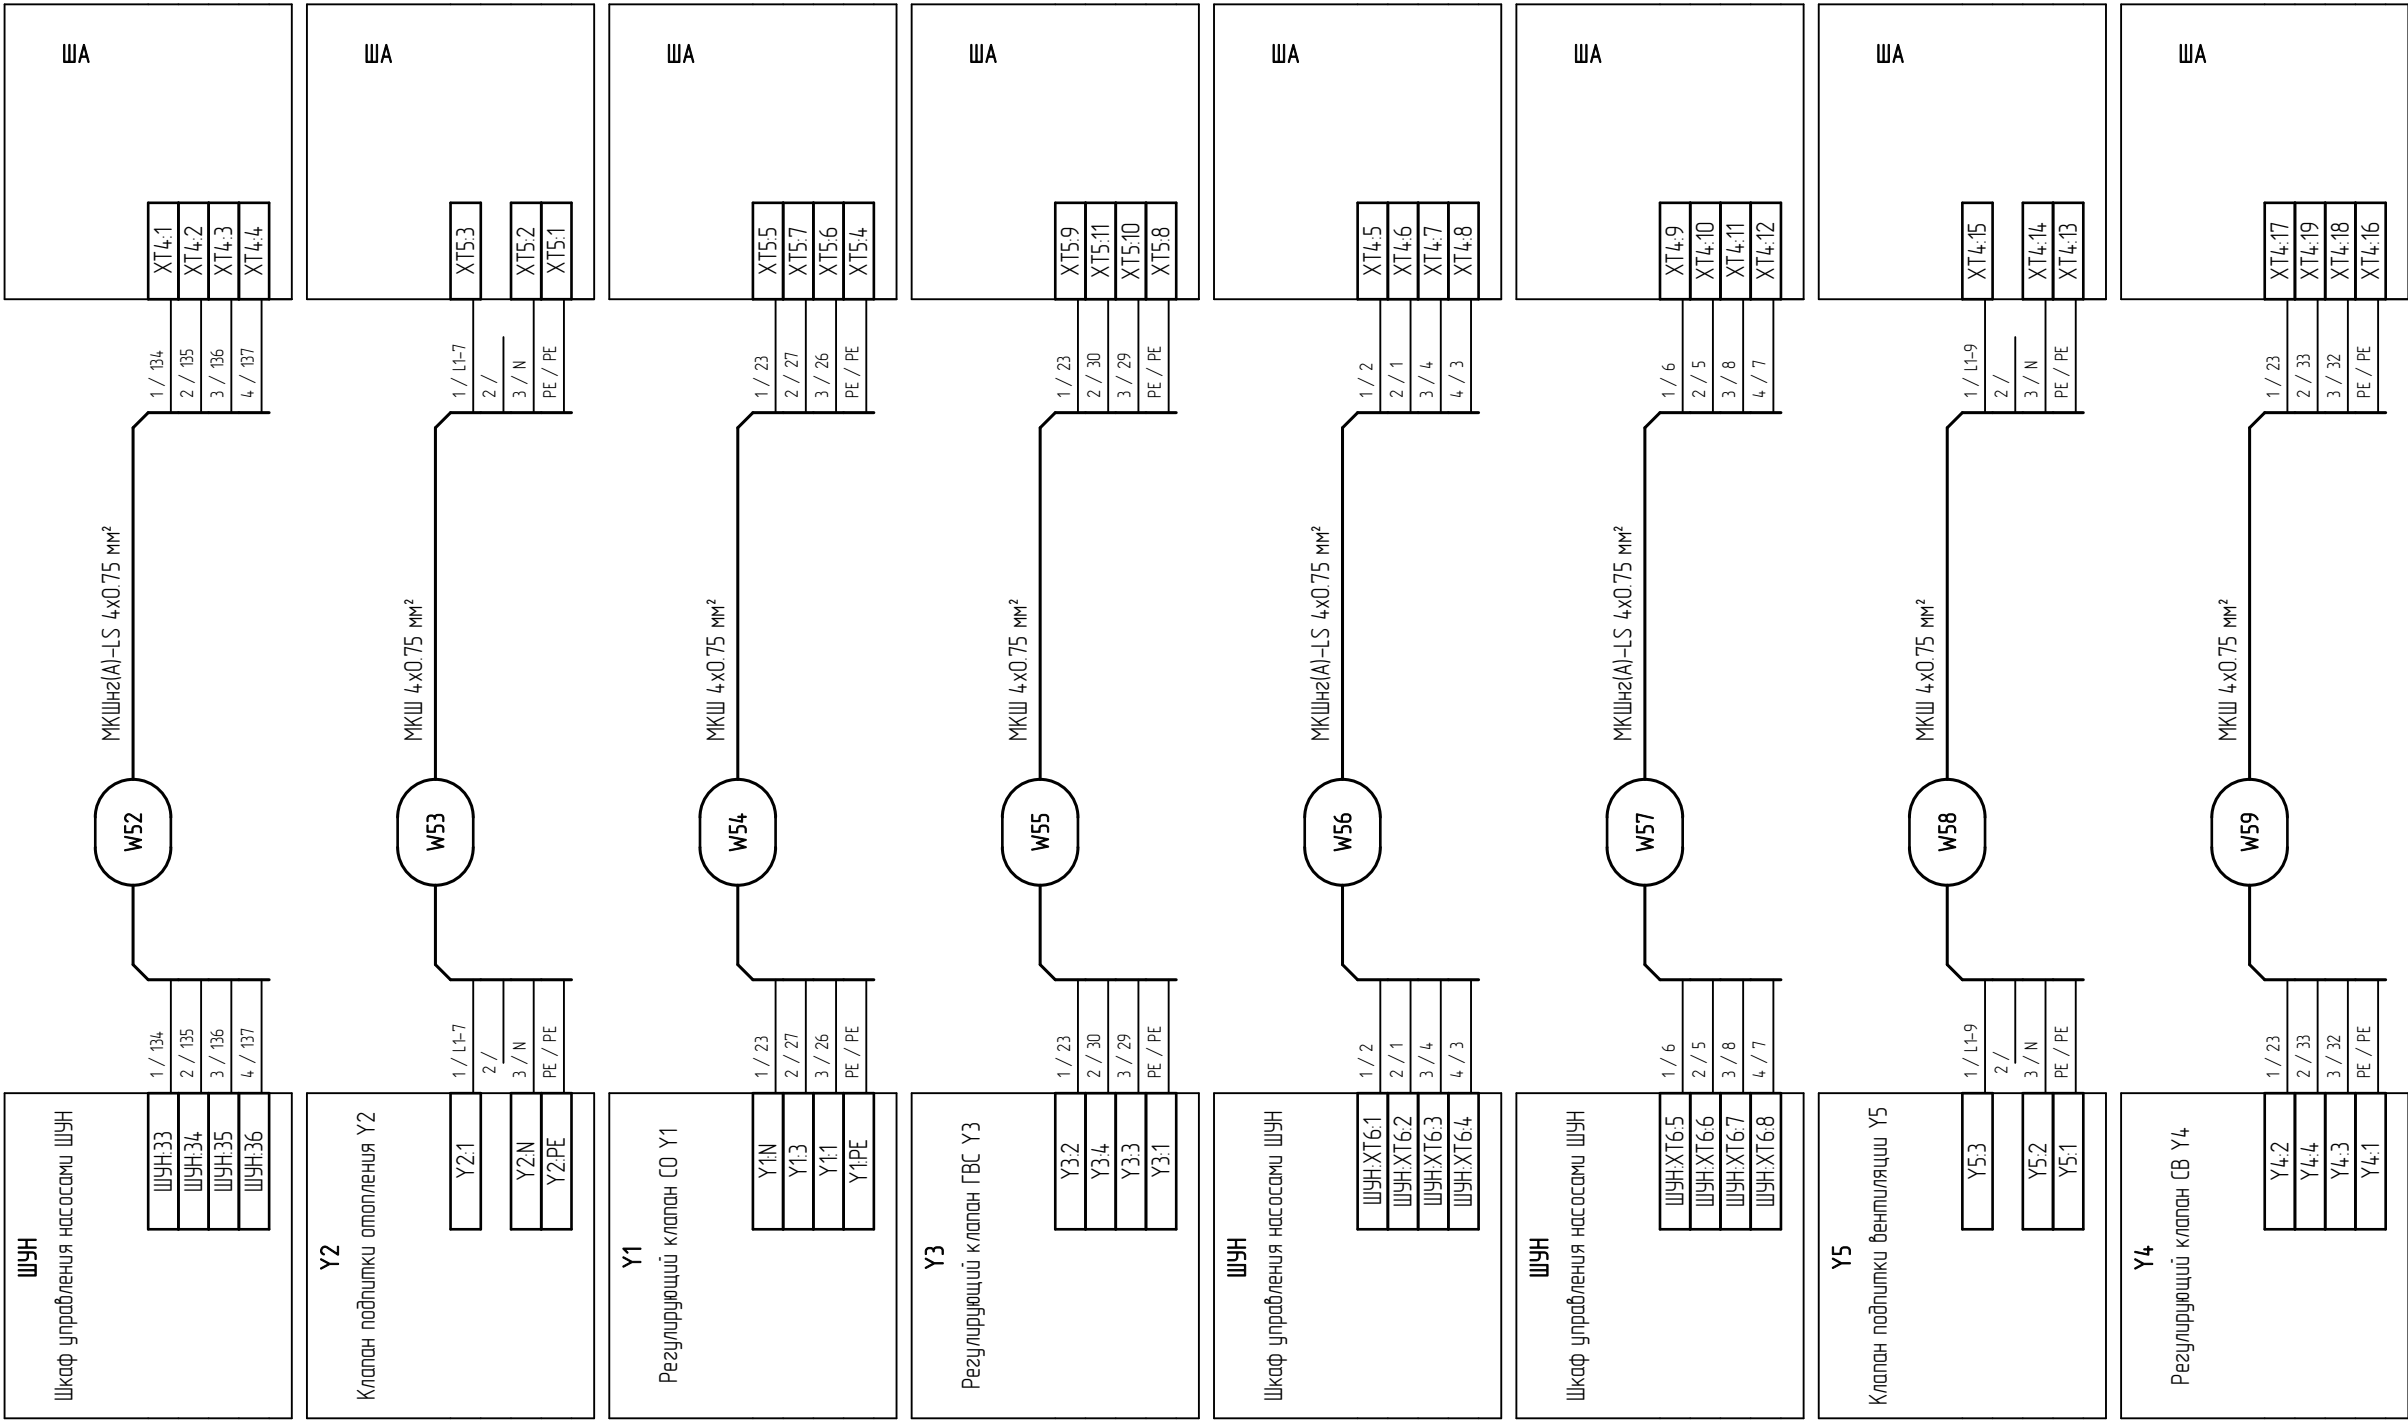 ШУН
Шкаф управления насосами ШУН
ШУН:33
ШУН:34
ШУН:35
ШУН:36
1 / 134
2 / 135
3 / 136
4 / 137
W52
МКШнг(А)-LS 4x0.75 мм²
1 / 134
2 / 135
3 / 136
4 / 137
XT4:1
XT4:2
XT4:3
XT4:4
ША
Y2
Клапан подпитки отопления Y2
Y2:1
Y2:N
Y2:PE
1 / L1-7
2 /
3 / N
PE / PE
W53
МКШ 4x0.75 мм²
1 / L1-7
2 /
3 / N
PE / PE
XT5:3
XT5:2
XT5:1
ША
Y1
Регулирующий клапан СО Y1
Y1:N
Y1:3
Y1:1
Y1:PE
1 / 23
2 / 27
3 / 26
PE / PE
W54
МКШ 4x0.75 мм²
1 / 23
2 / 27
3 / 26
PE / PE
XT5:5
XT5:7
XT5:6
XT5:4
ША
Y3
Регулирующий клапан ГВС Y3
Y3:2
Y3:4
Y3:3
Y3:1
1 / 23
2 / 30
3 / 29
PE / PE
W55
МКШ 4x0.75 мм²
1 / 23
2 / 30
3 / 29
PE / PE
XT5:9
XT5:11
XT5:10
XT5:8
ША
ШУН
Шкаф управления насосами ШУН
ШУН:XT6:1
ШУН:XT6:2
ШУН:XT6:3
ШУН:XT6:4
1 / 2
2 / 1
3 / 4
4 / 3
W56
МКШнг(А)-LS 4x0.75 мм²
1 / 2
2 / 1
3 / 4
4 / 3
XT4:5
XT4:6
XT4:7
XT4:8
ША
ШУН
Шкаф управления насосами ШУН
ШУН:XT6:5
ШУН:XT6:6
ШУН:XT6:7
ШУН:XT6:8
1 / 6
2 / 5
3 / 8
4 / 7
W57
МКШнг(А)-LS 4x0.75 мм²
1 / 6
2 / 5
3 / 8
4 / 7
XT4:9
XT4:10
XT4:11
XT4:12
ША
Y5
Клапан подпитки вентиляции Y5
Y5:3
Y5:2
Y5:1
1 / L1-9
2 /
3 / N
PE / PE
W58
МКШ 4x0.75 мм²
1 / L1-9
2 /
3 / N
PE / PE
XT4:15
XT4:14
XT4:13
ША
Y4
Регулирующий клапан СВ Y4
Y4:2
Y4:4
Y4:3
Y4:1
1 / 23
2 / 33
3 / 32
PE / PE
W59
МКШ 4x0.75 мм²
1 / 23
2 / 33
3 / 32
PE / PE
XT4:17
XT4:19
XT4:18
XT4:16
ША